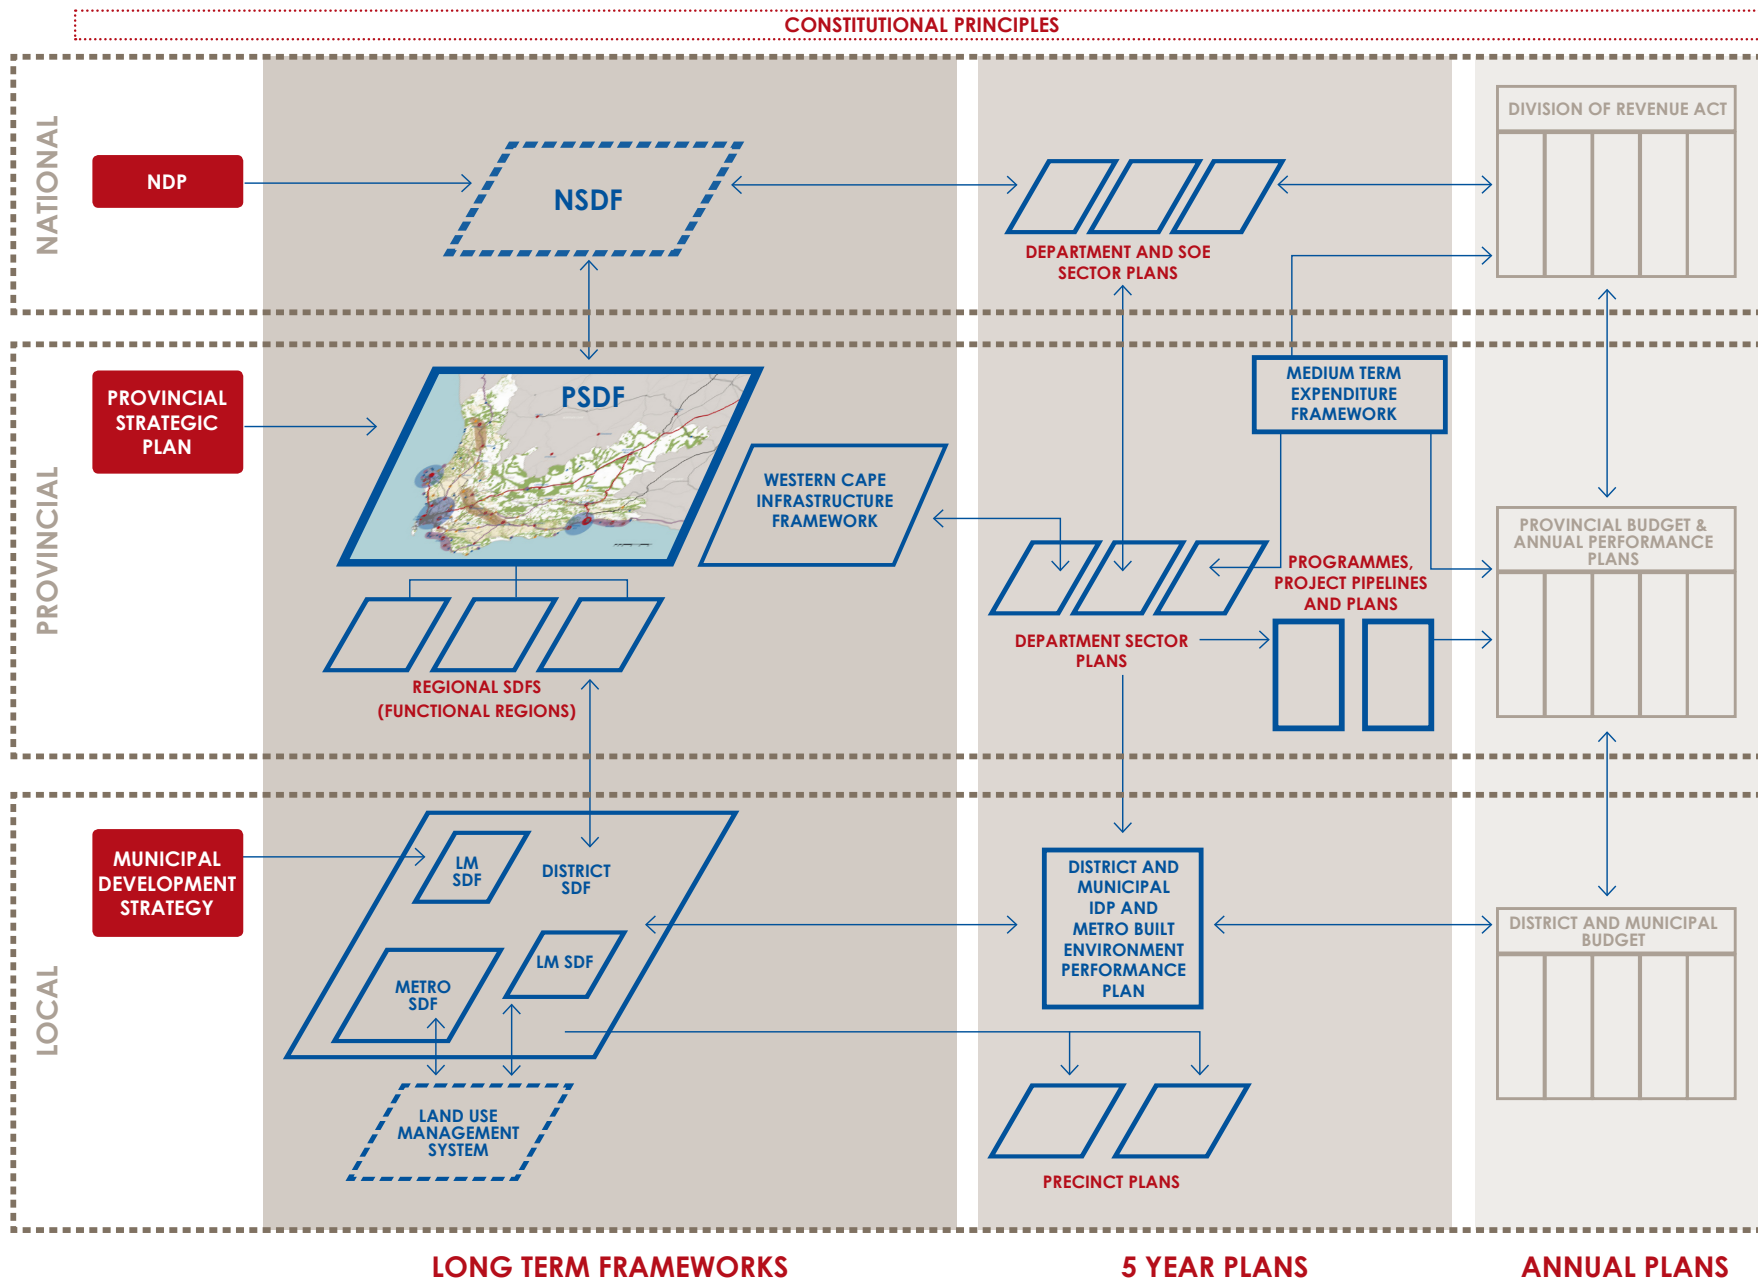 CONSTITUTIONAL PRINCIPLES
NATIONAL
NDP
NSDF
DEPARTMENT AND SOE
SECTOR PLANS
DIVISION OF REVENUE ACT
PROVINCIAL
PROVINCIAL
STRATEGIC
PLAN
PSDF
WESTERN CAPE
INFRASTRUCTURE
FRAMEWORK
REGIONAL SDFS
(FUNCTIONAL REGIONS)
MEDIUM TERM
EXPENDITURE
FRAMEWORK
DEPARTMENT SECTOR
PLANS
PROGRAMMES,
PROJECT PIPELINES
AND PLANS
PROVINCIAL BUDGET &
ANNUAL PERFORMANCE
PLANS
LOCAL
MUNICIPAL
DEVELOPMENT
STRATEGY
LM
SDF
DISTRICT
SDF
LM SDF
METRO
SDF
LAND USE
MANAGEMENT
SYSTEM
DISTRICT AND
MUNICIPAL
IDP AND
METRO BUILT
ENVIRONMENT
PERFORMANCE
PLAN
PRECINCT PLANS
DISTRICT AND MUNICIPAL
BUDGET
LONG TERM FRAMEWORKS
5 YEAR PLANS
ANNUAL PLANS